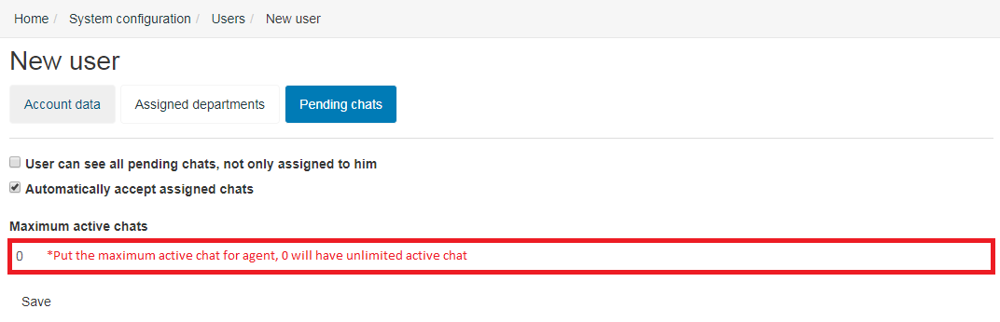 Home / System configuration / Users / New user
New user
Account data Assigned departments Pending chats
User can see all pending chats, not only assigned to him
Automatically accept assigned chats
Maximum active chats
0 *Put the maximum active chat for agent, 0 will have unlimited active chat
Save